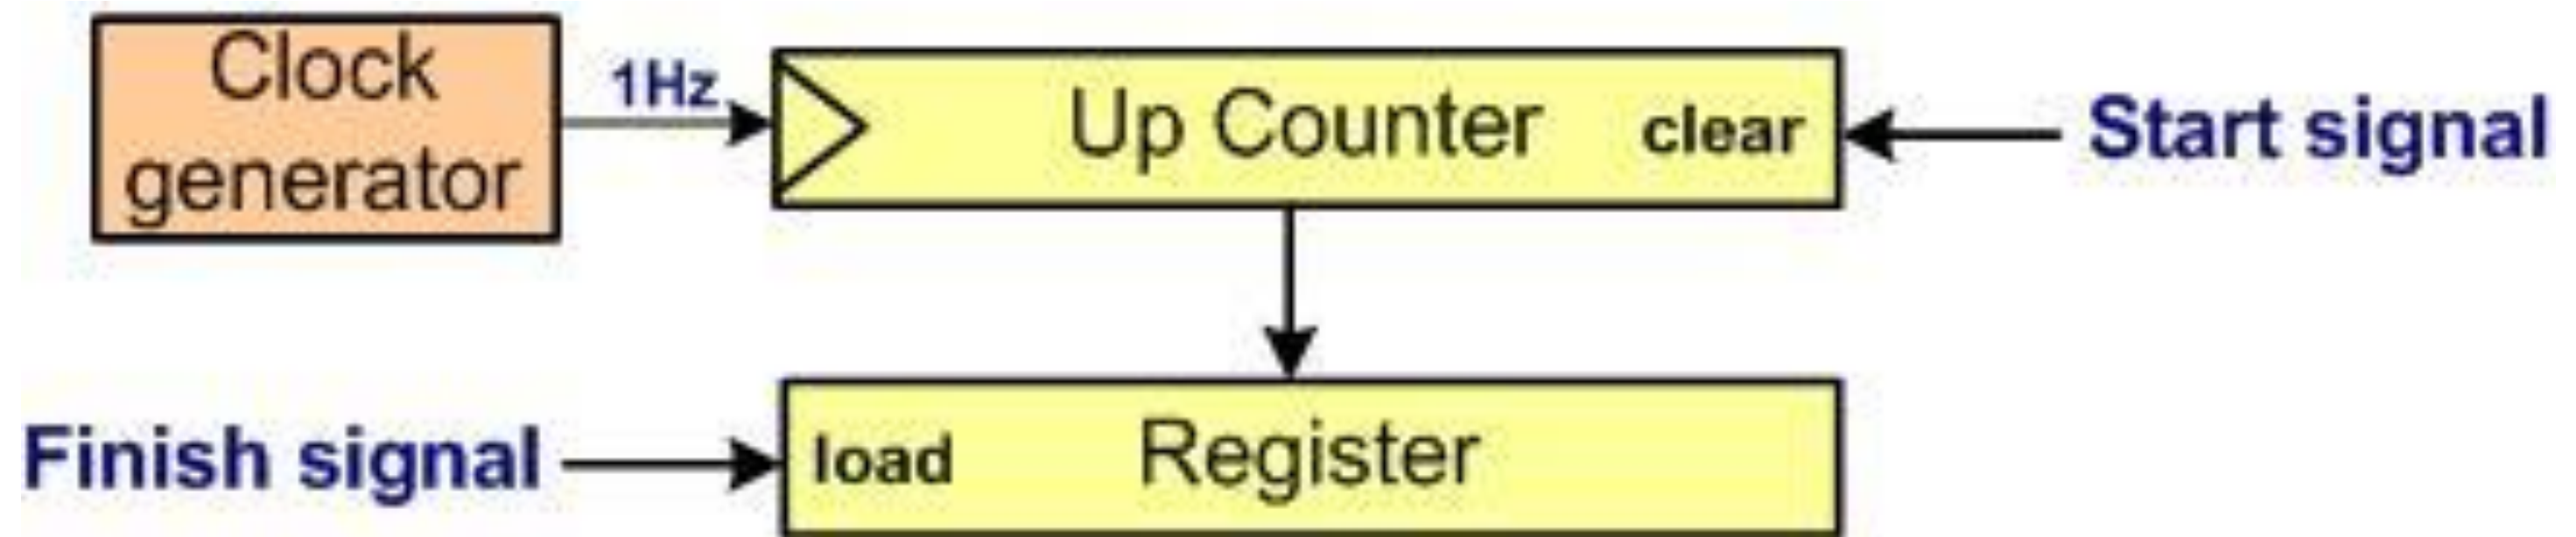 Clock
generator
1Hz
Up Counter
clear
Start signal
Finish signal
load
Register